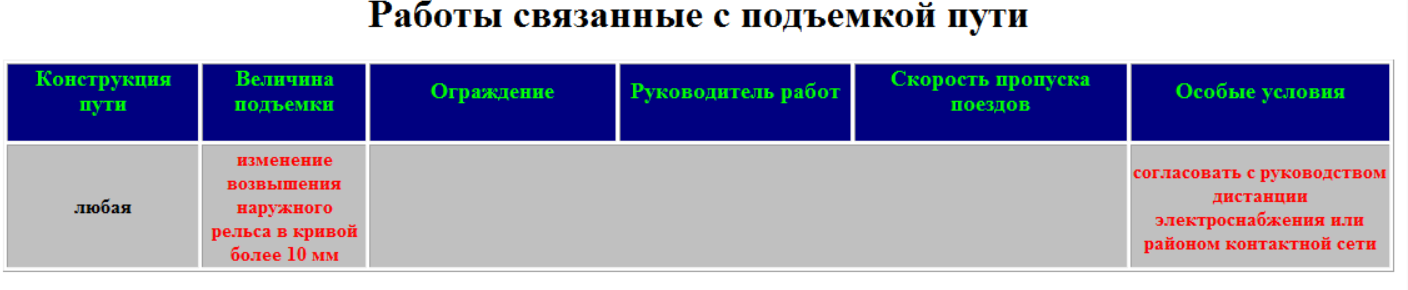 Работы связанные с подъемкой пути
Конструкция
пути
Величина
подъемки
Ограждение
Руководитель работ
Скорость пропуска
поездов
Особые условия
любая
изменение
возвышения
наружного
рельса в кривой
более 10 мм
согласовать с руководством
дистанции
электроснабжения или
районом контактной сети